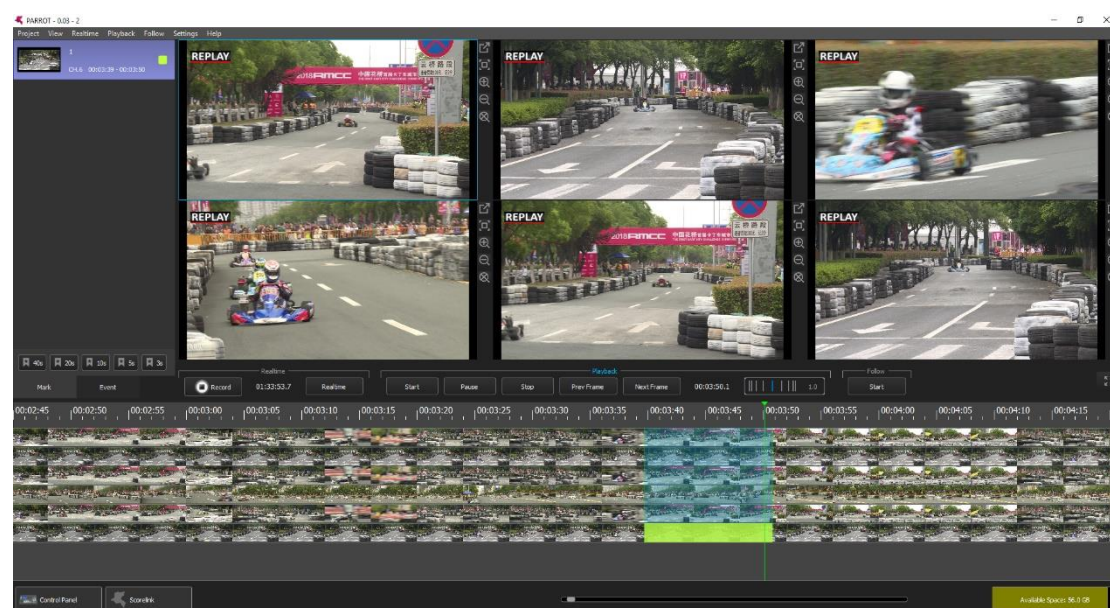 PARROT - 0.03 - 2
Project View Realtime Playback Follow Settings Help
1
CH.6 00:03:39 - 00:03:50
REPLAY
REPLAY
REPLAY
REPLAY
REPLAY
REPLAY
40s 20s 10s 5s 3s
Mark Event
Realtime Playback Follow
Record 01:33:53.7 Realtime Start Pause Stop Prev Frame Next Frame 00:03:50.1 1.0 Start
00:02:45 00:02:50 00:02:55 00:03:00 00:03:05 00:03:10 00:03:15 00:03:20 00:03:25 00:03:30 00:03:35 00:03:40 00:03:45 00:03:50 00:03:55 00:04:00 00:04:05 00:04:10 00:04:15
Control Panel Scorelink Available Space: 56.0 GB